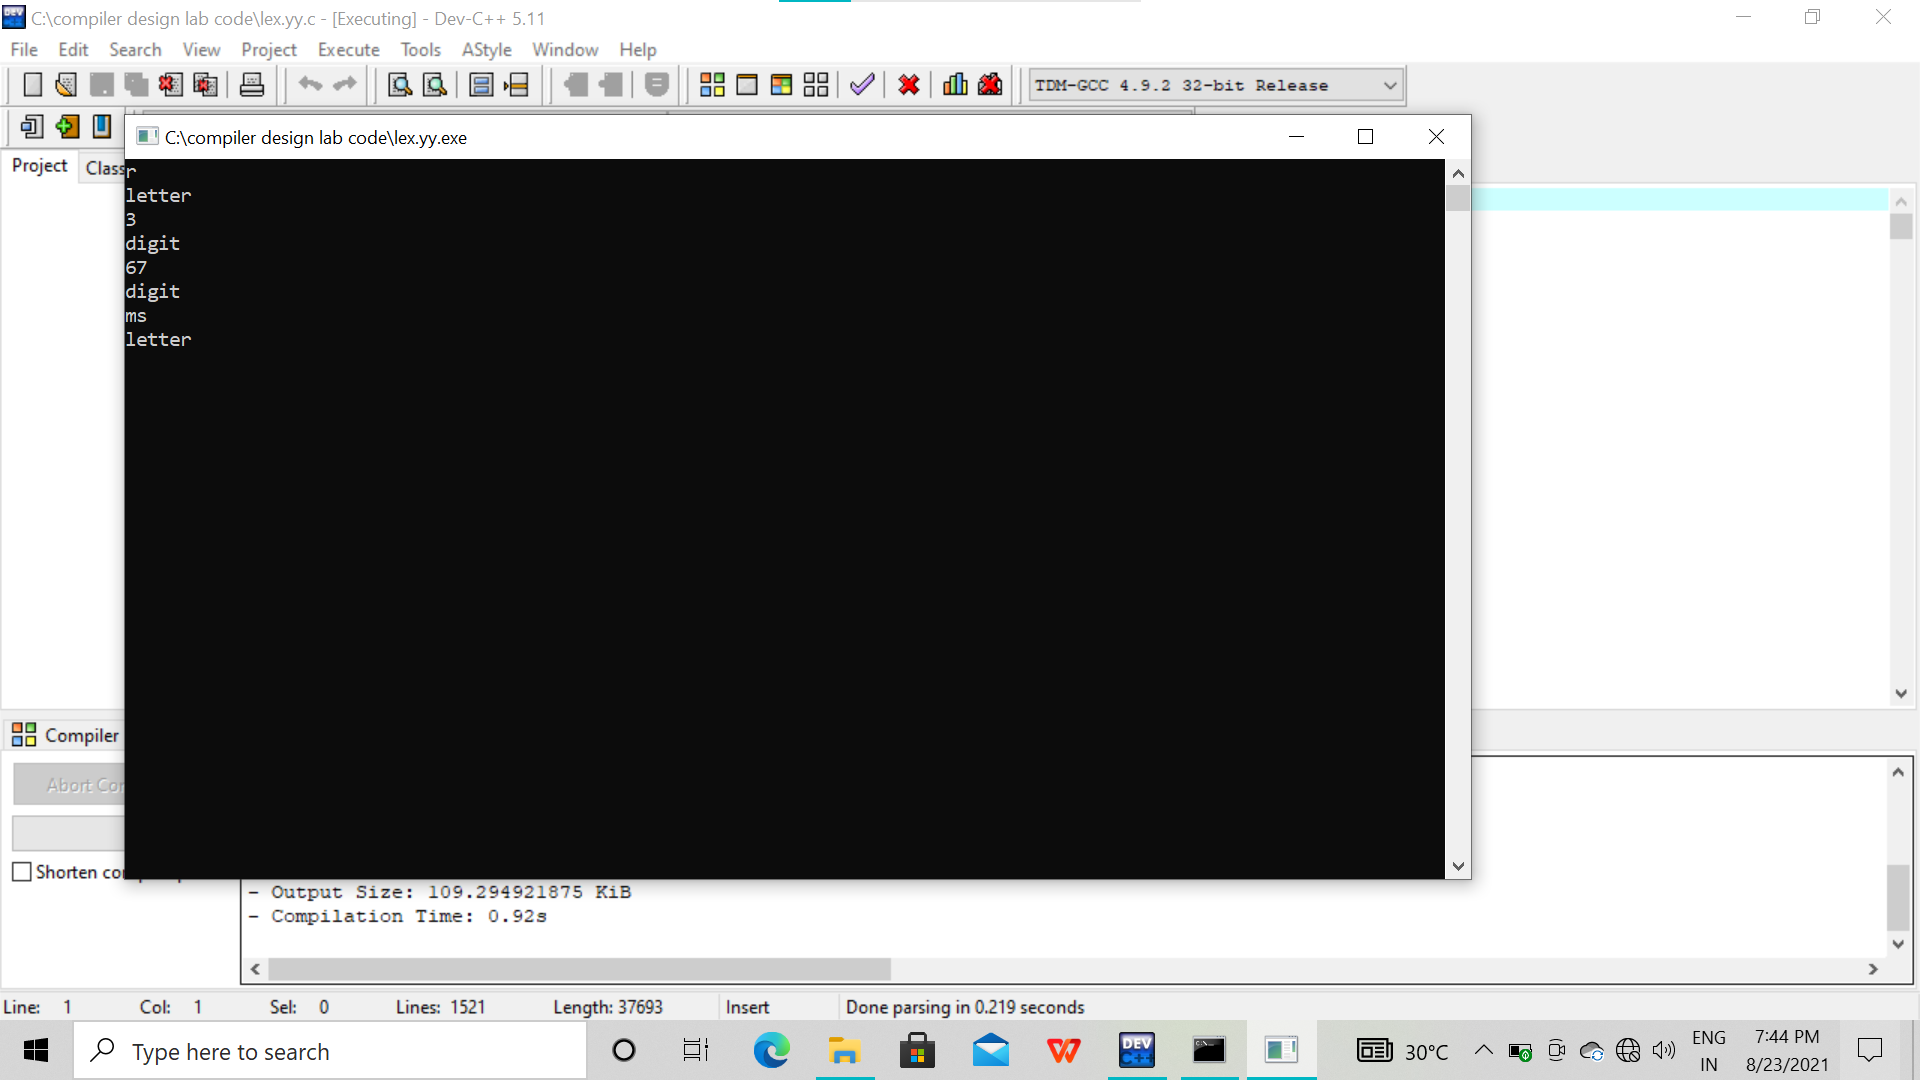 C:\compiler design lab code\lex.yy.c - [Executing] - Dev-C++ 5.11
File Edit Search View Project Execute Tools AStyle Window Help
TDM-GCC 4.9.2 32-bit Release
C:\compiler design lab code\lex.yy.exe
Project Class
r
letter
3
digit
67
digit
ms
letter
Compiler
Abort
Shorten
- Output Size: 109.294921875 KiB
- Compilation Time: 0.92s
Line: 1 Col: 1 Sel: 0 Lines: 1521 Length: 37693 Insert Done parsing in 0.219 seconds
Type here to search
DEV C++
30°C
ENG
IN
7:44 PM
8/23/2021